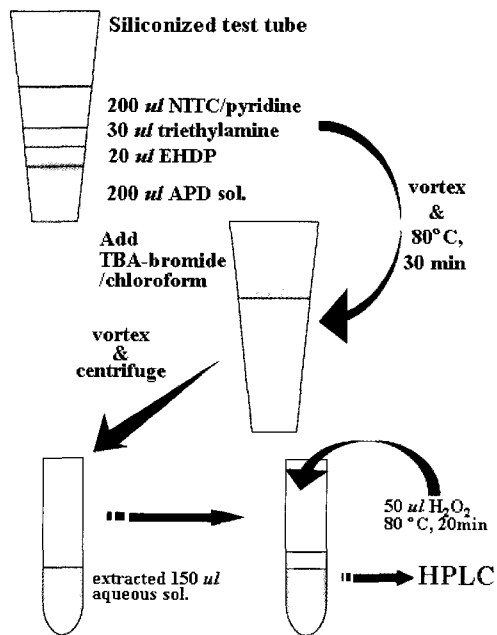 Siliconized test tube
200 ul NITC/pyridine
30 ul triethylamine
20 ul EHDP
200 ul APD sol.
vortex
&
80°C,
30 min
Add
TBA-bromide
/chloroform
vortex
&
centrifuge
extracted 150 ul
aqueous sol.
50 ul H₂O₂
80 °C, 20min
HPLC